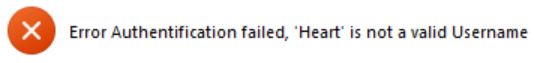 Error Authentification failed, 'Heart' is not a valid Username